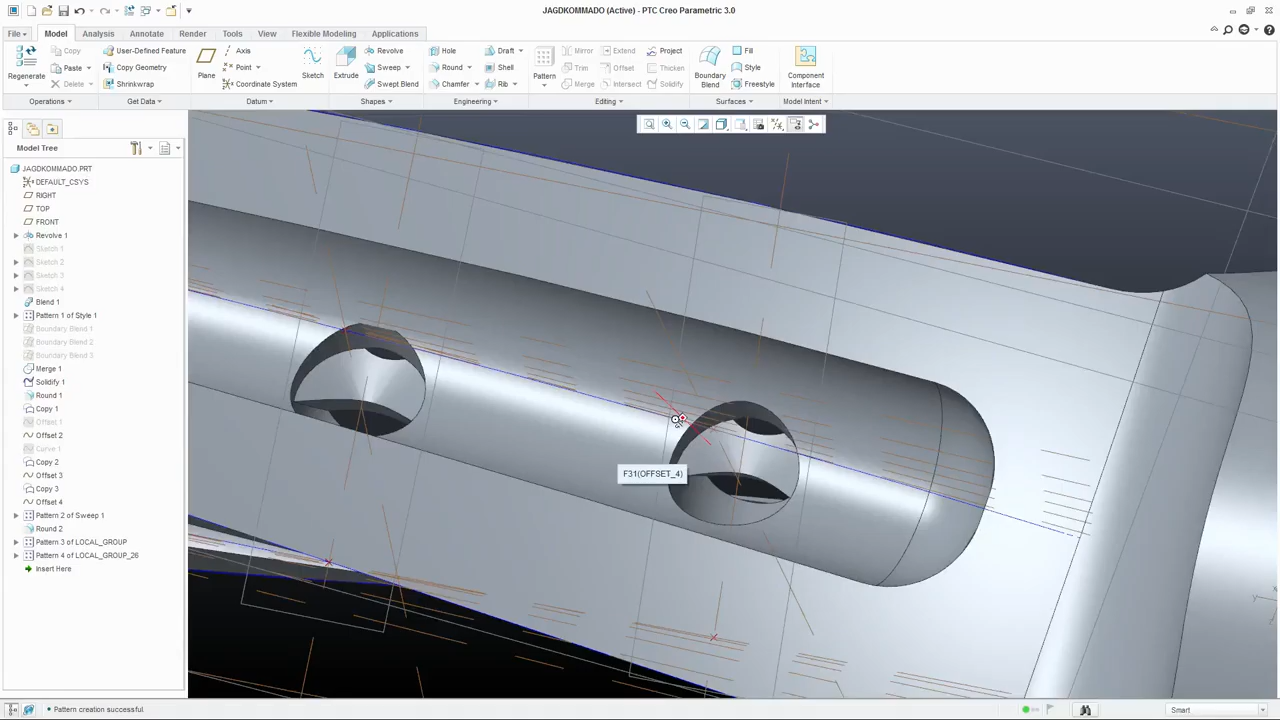 JAGDKOMMADO (Active) - PTC Creo Parametric 3.0
File Model Analysis Annotate Render Tools View Flexible Modeling Applications
Copy User-Defined Feature Axis Revolve Hole Draft Mirror Extend Project Fill
Paste Copy Geometry Point Sweep Round Shell Trim Offset Thicken Style
Regenerate Delete Shrinkwrap Plane Coordinate System Sketch Extrude Swept Blend Chamfer Rib Pattern Merge Intersect Solidify Boundary Blend Freestyle Component Interface
Operations Get Data Datum Shapes Engineering Editing Surfaces Model Intent
Model Tree
JAGDKOMMADO.PRT
DEFAULT_CSYS
RIGHT
TOP
FRONT
Revolve 1
Sketch 1
Sketch 2
Sketch 3
Sketch 4
Blend 1
Pattern 1 of Style 1
Boundary Blend 1
Boundary Blend 2
Boundary Blend 3
Merge 1
Solidify 1
Round 1
Copy 1
Offset 1
Offset 2
Curve 1
Copy 2
Offset 3
Copy 3
Offset 4
Pattern 2 of Sweep 1
Round 2
Pattern 3 of LOCAL_GROUP
Pattern 4 of LOCAL_GROUP_26
Insert Here
F31(OFFSET_4)
Pattern creation successful.
Smart